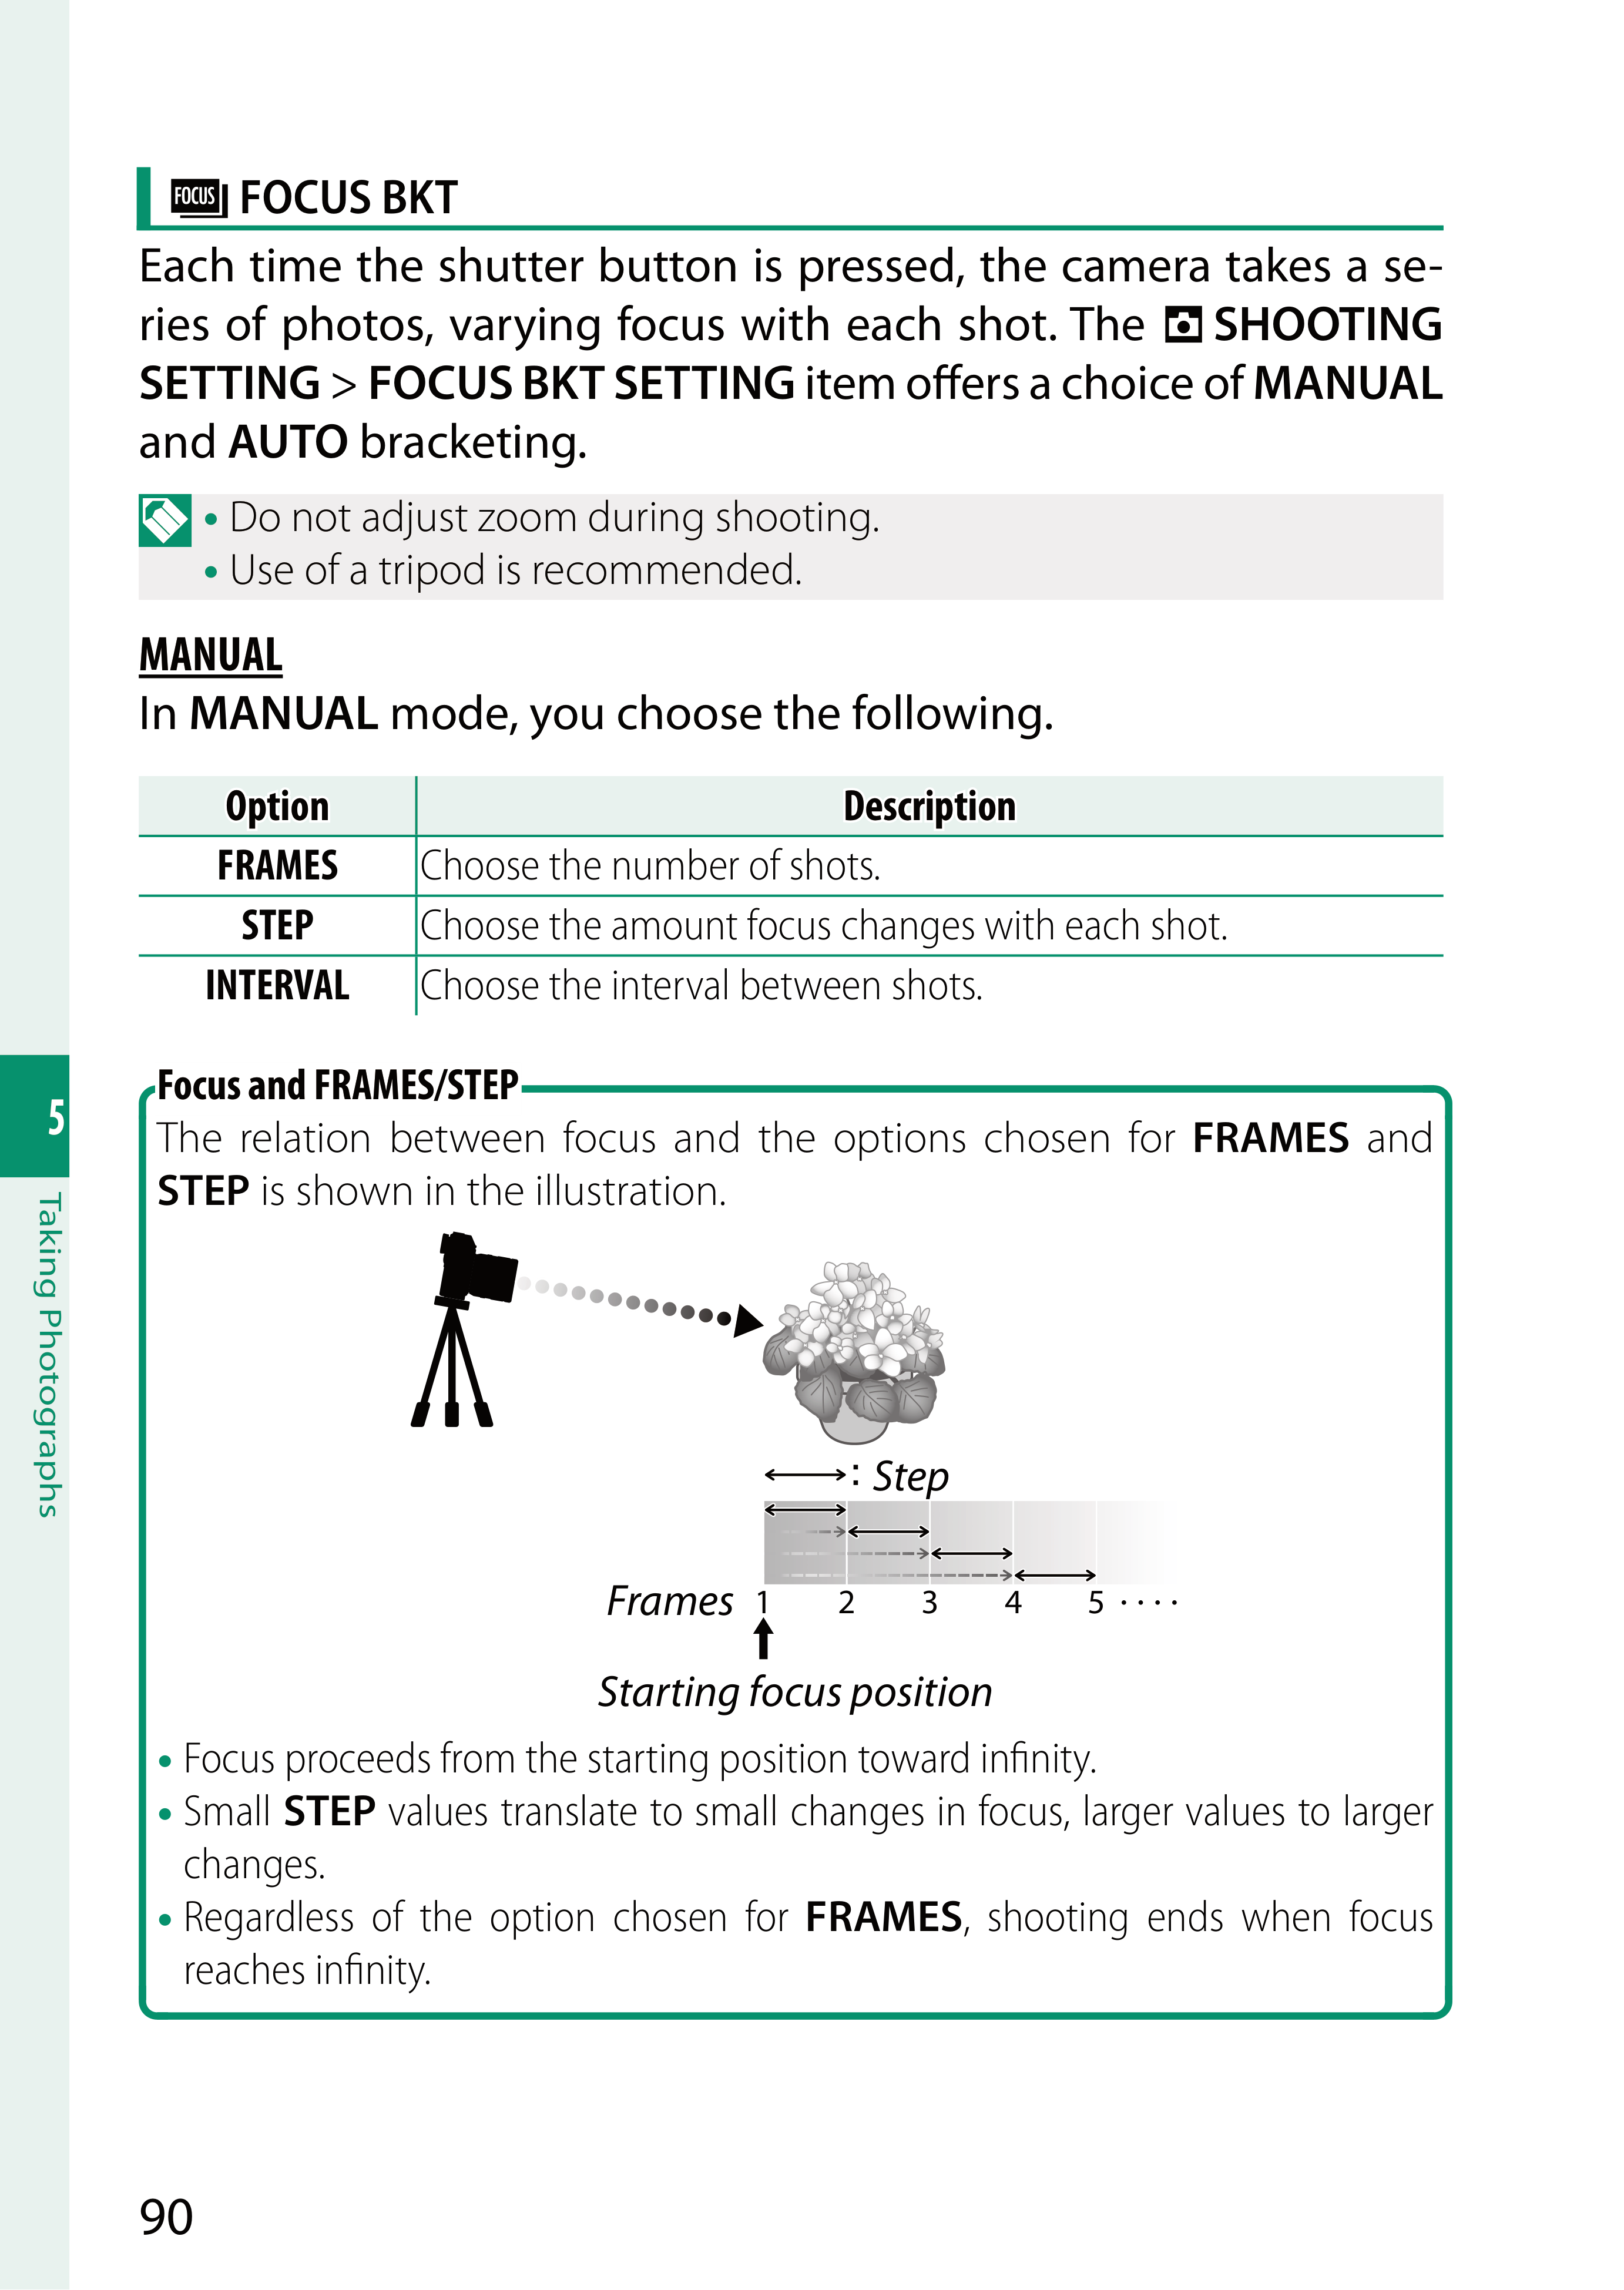 FOCUS FOCUS BKT
Each time the shutter button is pressed, the camera takes a se-
ries of photos, varying focus with each shot. The SHOOTING
SETTING > FOCUS BKT SETTING item offers a choice of MANUAL
and AUTO bracketing.
• Do not adjust zoom during shooting.
• Use of a tripod is recommended.
MANUAL
In MANUAL mode, you choose the following.
Option Description
FRAMES Choose the number of shots.
STEP Choose the amount focus changes with each shot.
INTERVAL Choose the interval between shots.
5
Taking Photographs
Focus and FRAMES/STEP
The relation between focus and the options chosen for FRAMES and
STEP is shown in the illustration.
: Step
Frames 1 2 3 4 5 ····
Starting focus position
• Focus proceeds from the starting position toward infinity.
• Small STEP values translate to small changes in focus, larger values to larger
changes.
• Regardless of the option chosen for FRAMES, shooting ends when focus
reaches infinity.
90